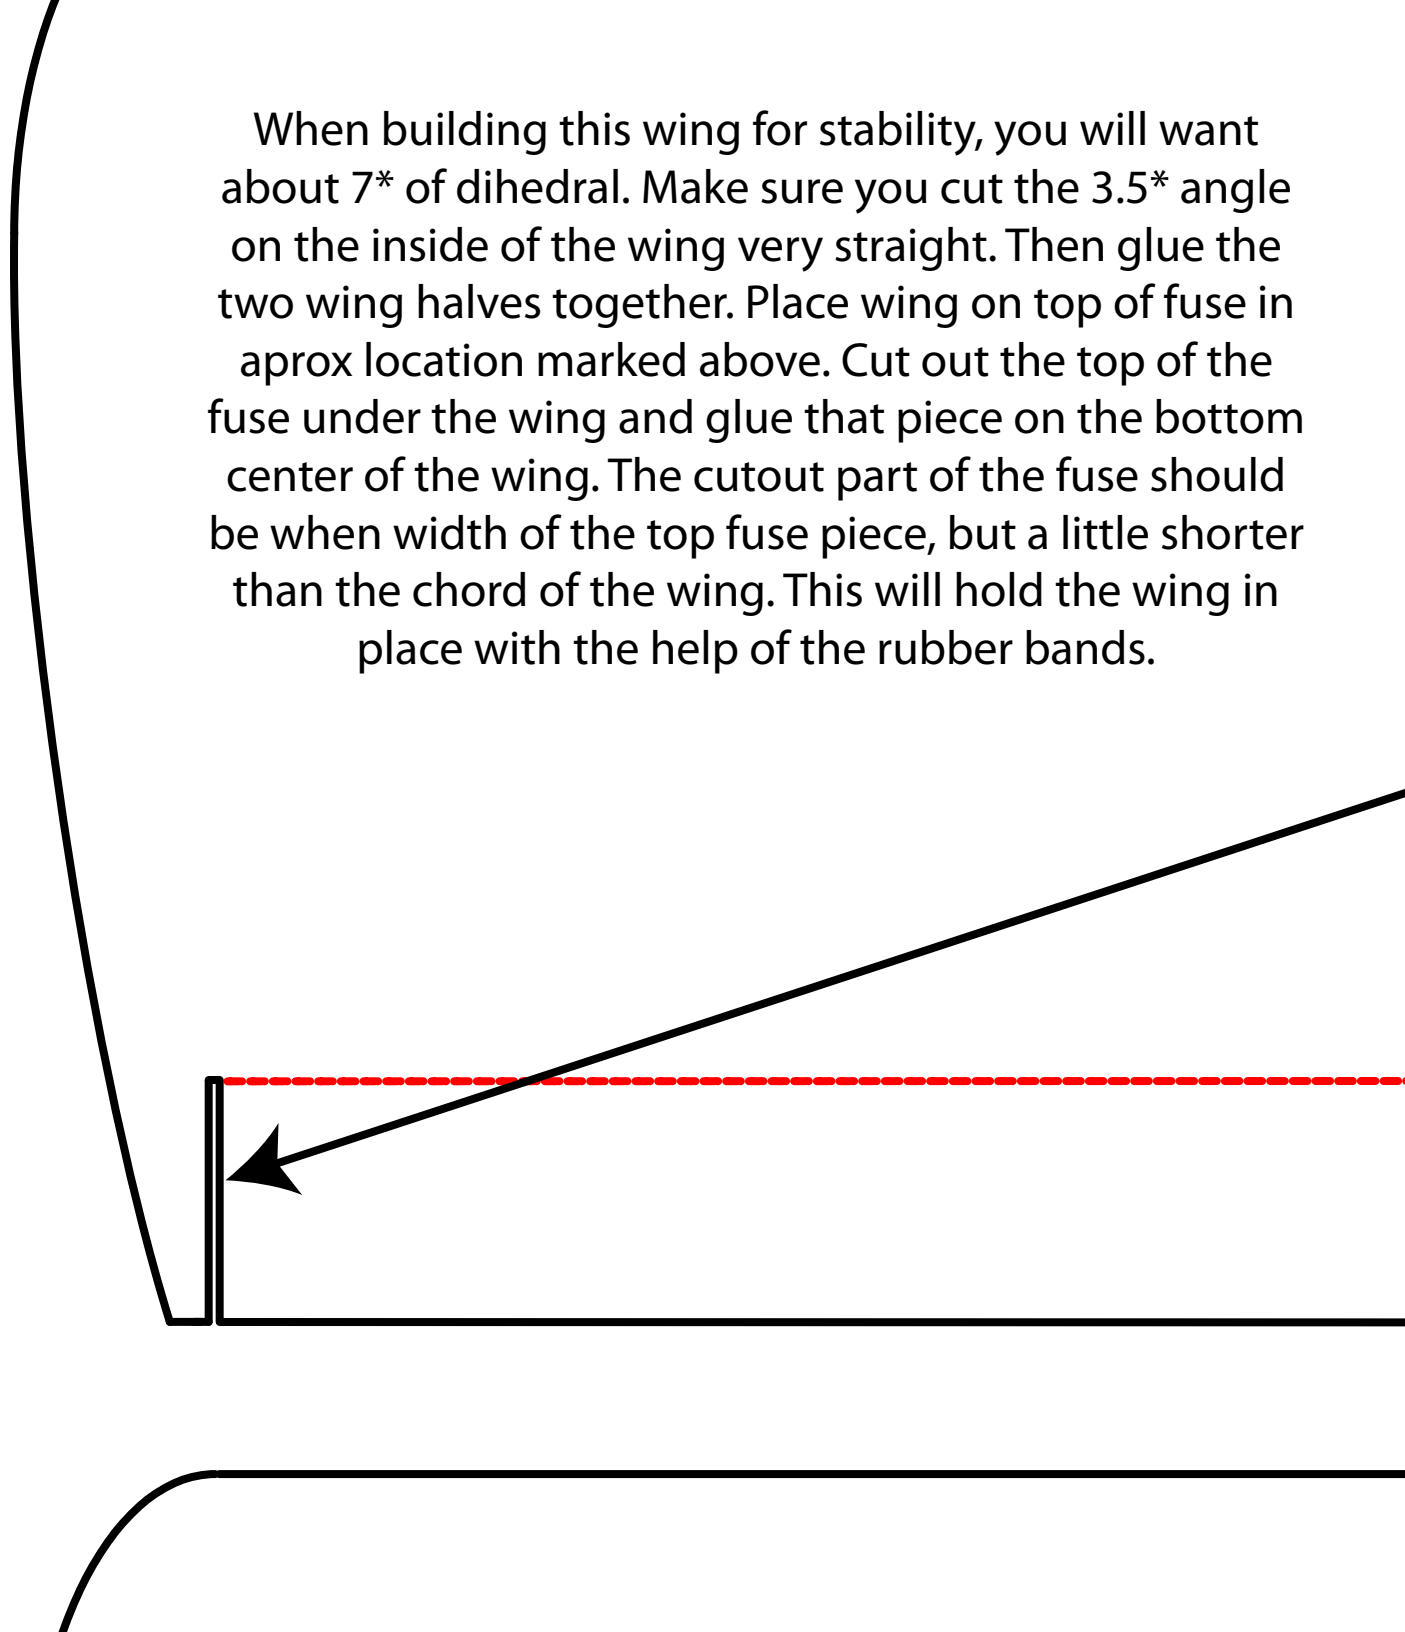 When building this wing for stability, you will want
about 7* of dihedral. Make sure you cut the 3.5* angle
on the inside of the wing very straight. Then glue the
two wing halves together. Place wing on top of fuse in
aprox location marked above. Cut out the top of the
fuse under the wing and glue that piece on the bottom
center of the wing. The cutout part of the fuse should
be when width of the top fuse piece, but a little shorter
than the chord of the wing. This will hold the wing in
place with the help of the rubber bands.